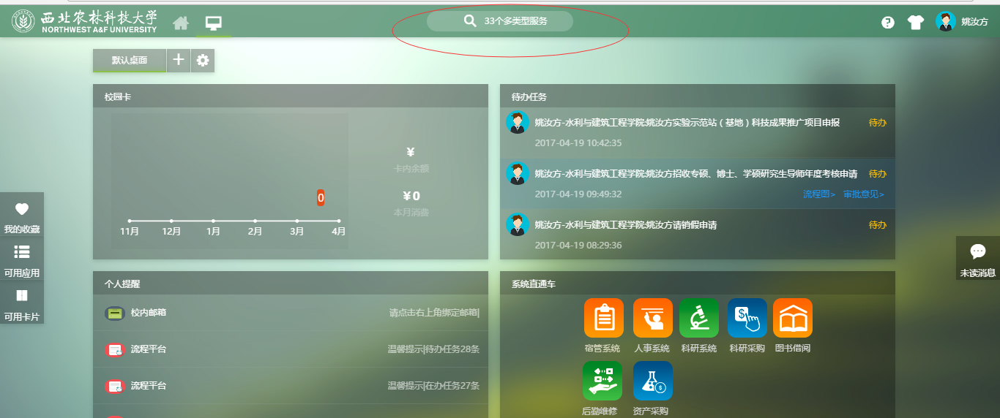 西北农林科技大学
NORTHWEST A&F UNIVERSITY
33个多类型服务
姚汝方
默认桌面
校园卡
¥
卡内余额
¥0
本月消费
0
11月 12月 1月 2月 3月 4月
待办任务
姚汝方-水利与建筑工程学院:姚汝方实验示范站（基地）科技成果推广项目申报 待办
2017-04-19 10:42:35
姚汝方-水利与建筑工程学院:姚汝方招收专硕、博士、学硕研究生导师年度考核申请 待办
2017-04-19 09:49:32 流程图> 审批意见>
姚汝方-水利与建筑工程学院:姚汝方请销假申请 待办
2017-04-19 08:29:36
我的收藏
可用应用
可用卡片
未读消息
个人提醒
校内邮箱 请点击右上角绑定邮箱|
流程平台 温馨提示|待办任务28条
流程平台 温馨提示|在办任务27条
系统直通车
宿管系统 人事系统 科研系统 科研采购 图书借阅
后勤维修 资产采购